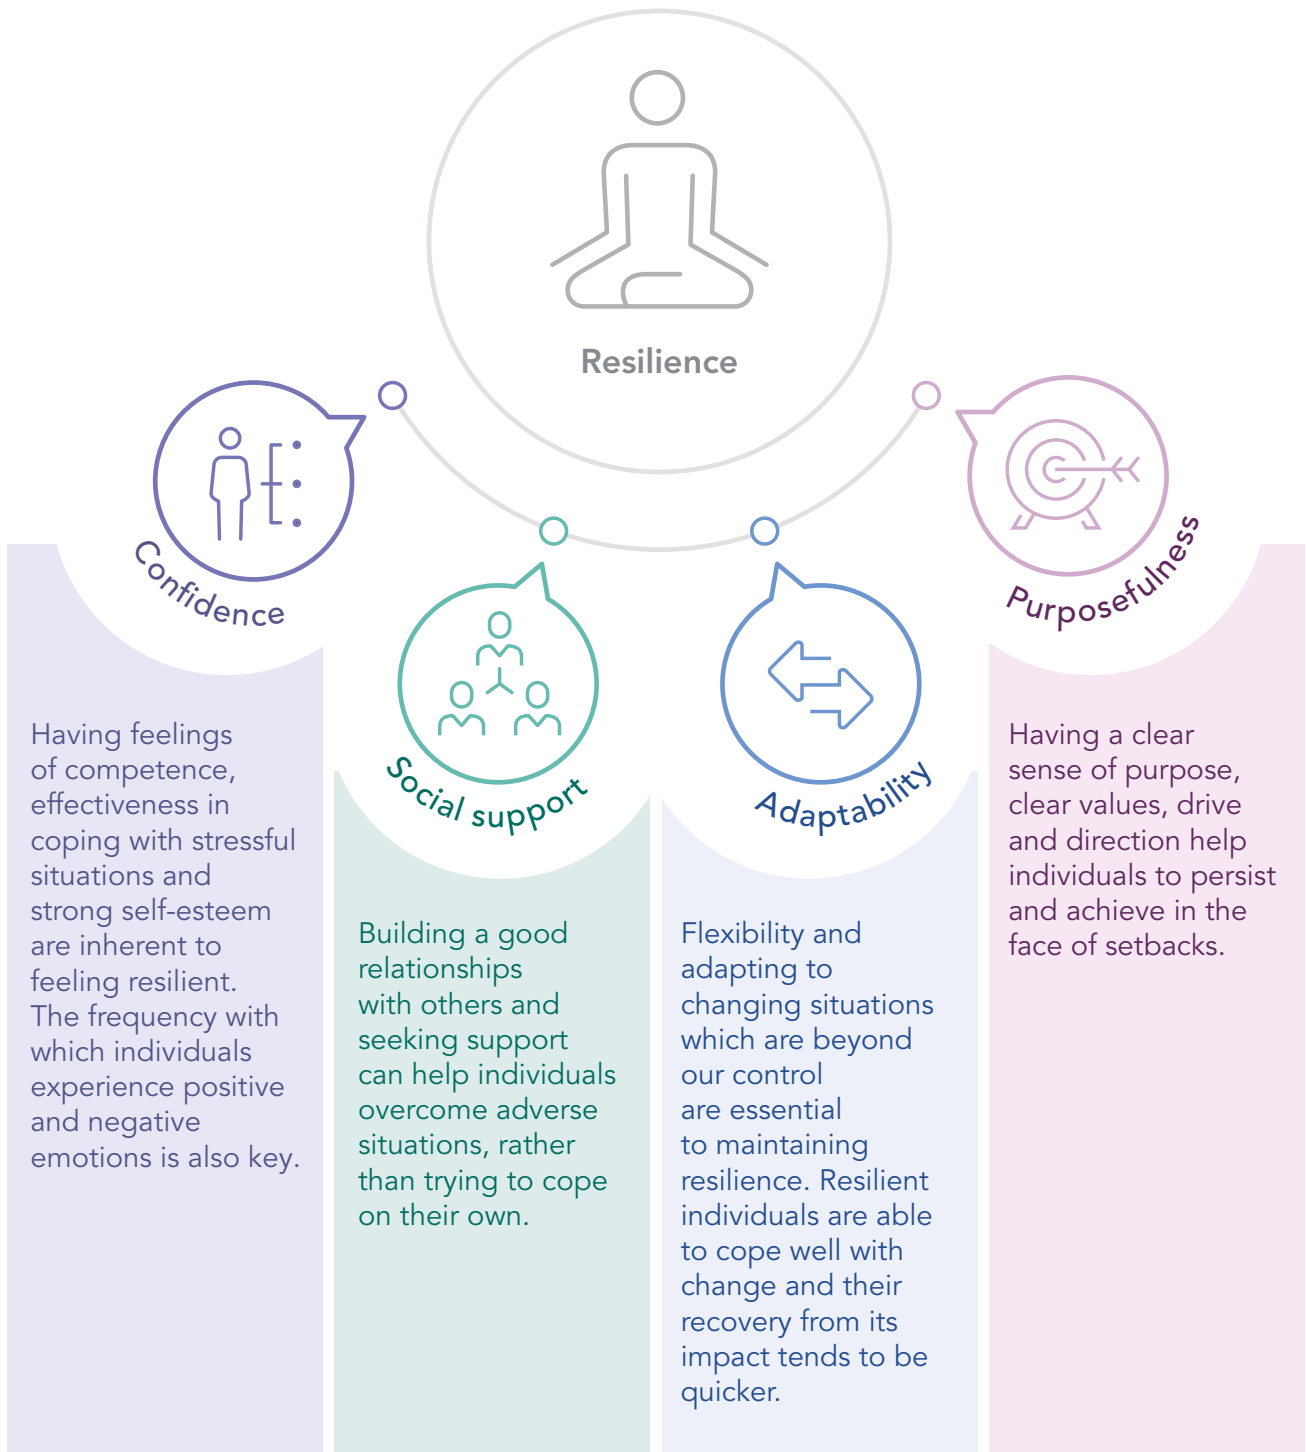 Resilience
Confidence
Having feelings
of competence,
effectiveness in
coping with stressful
situations and
strong self-esteem
are inherent to
feeling resilient.
The frequency with
which individuals
experience positive
and negative
emotions is also key.
Social support
Building a good
relationships
with others and
seeking support
can help individuals
overcome adverse
situations, rather
than trying to cope
on their own.
Adaptability
Flexibility and
adapting to
changing situations
which are beyond
our control
are essential
to maintaining
resilience. Resilient
individuals are able
to cope well with
change and their
recovery from its
impact tends to be
quicker.
Purposefulness
Having a clear
sense of purpose,
clear values, drive
and direction help
individuals to persist
and achieve in the
face of setbacks.